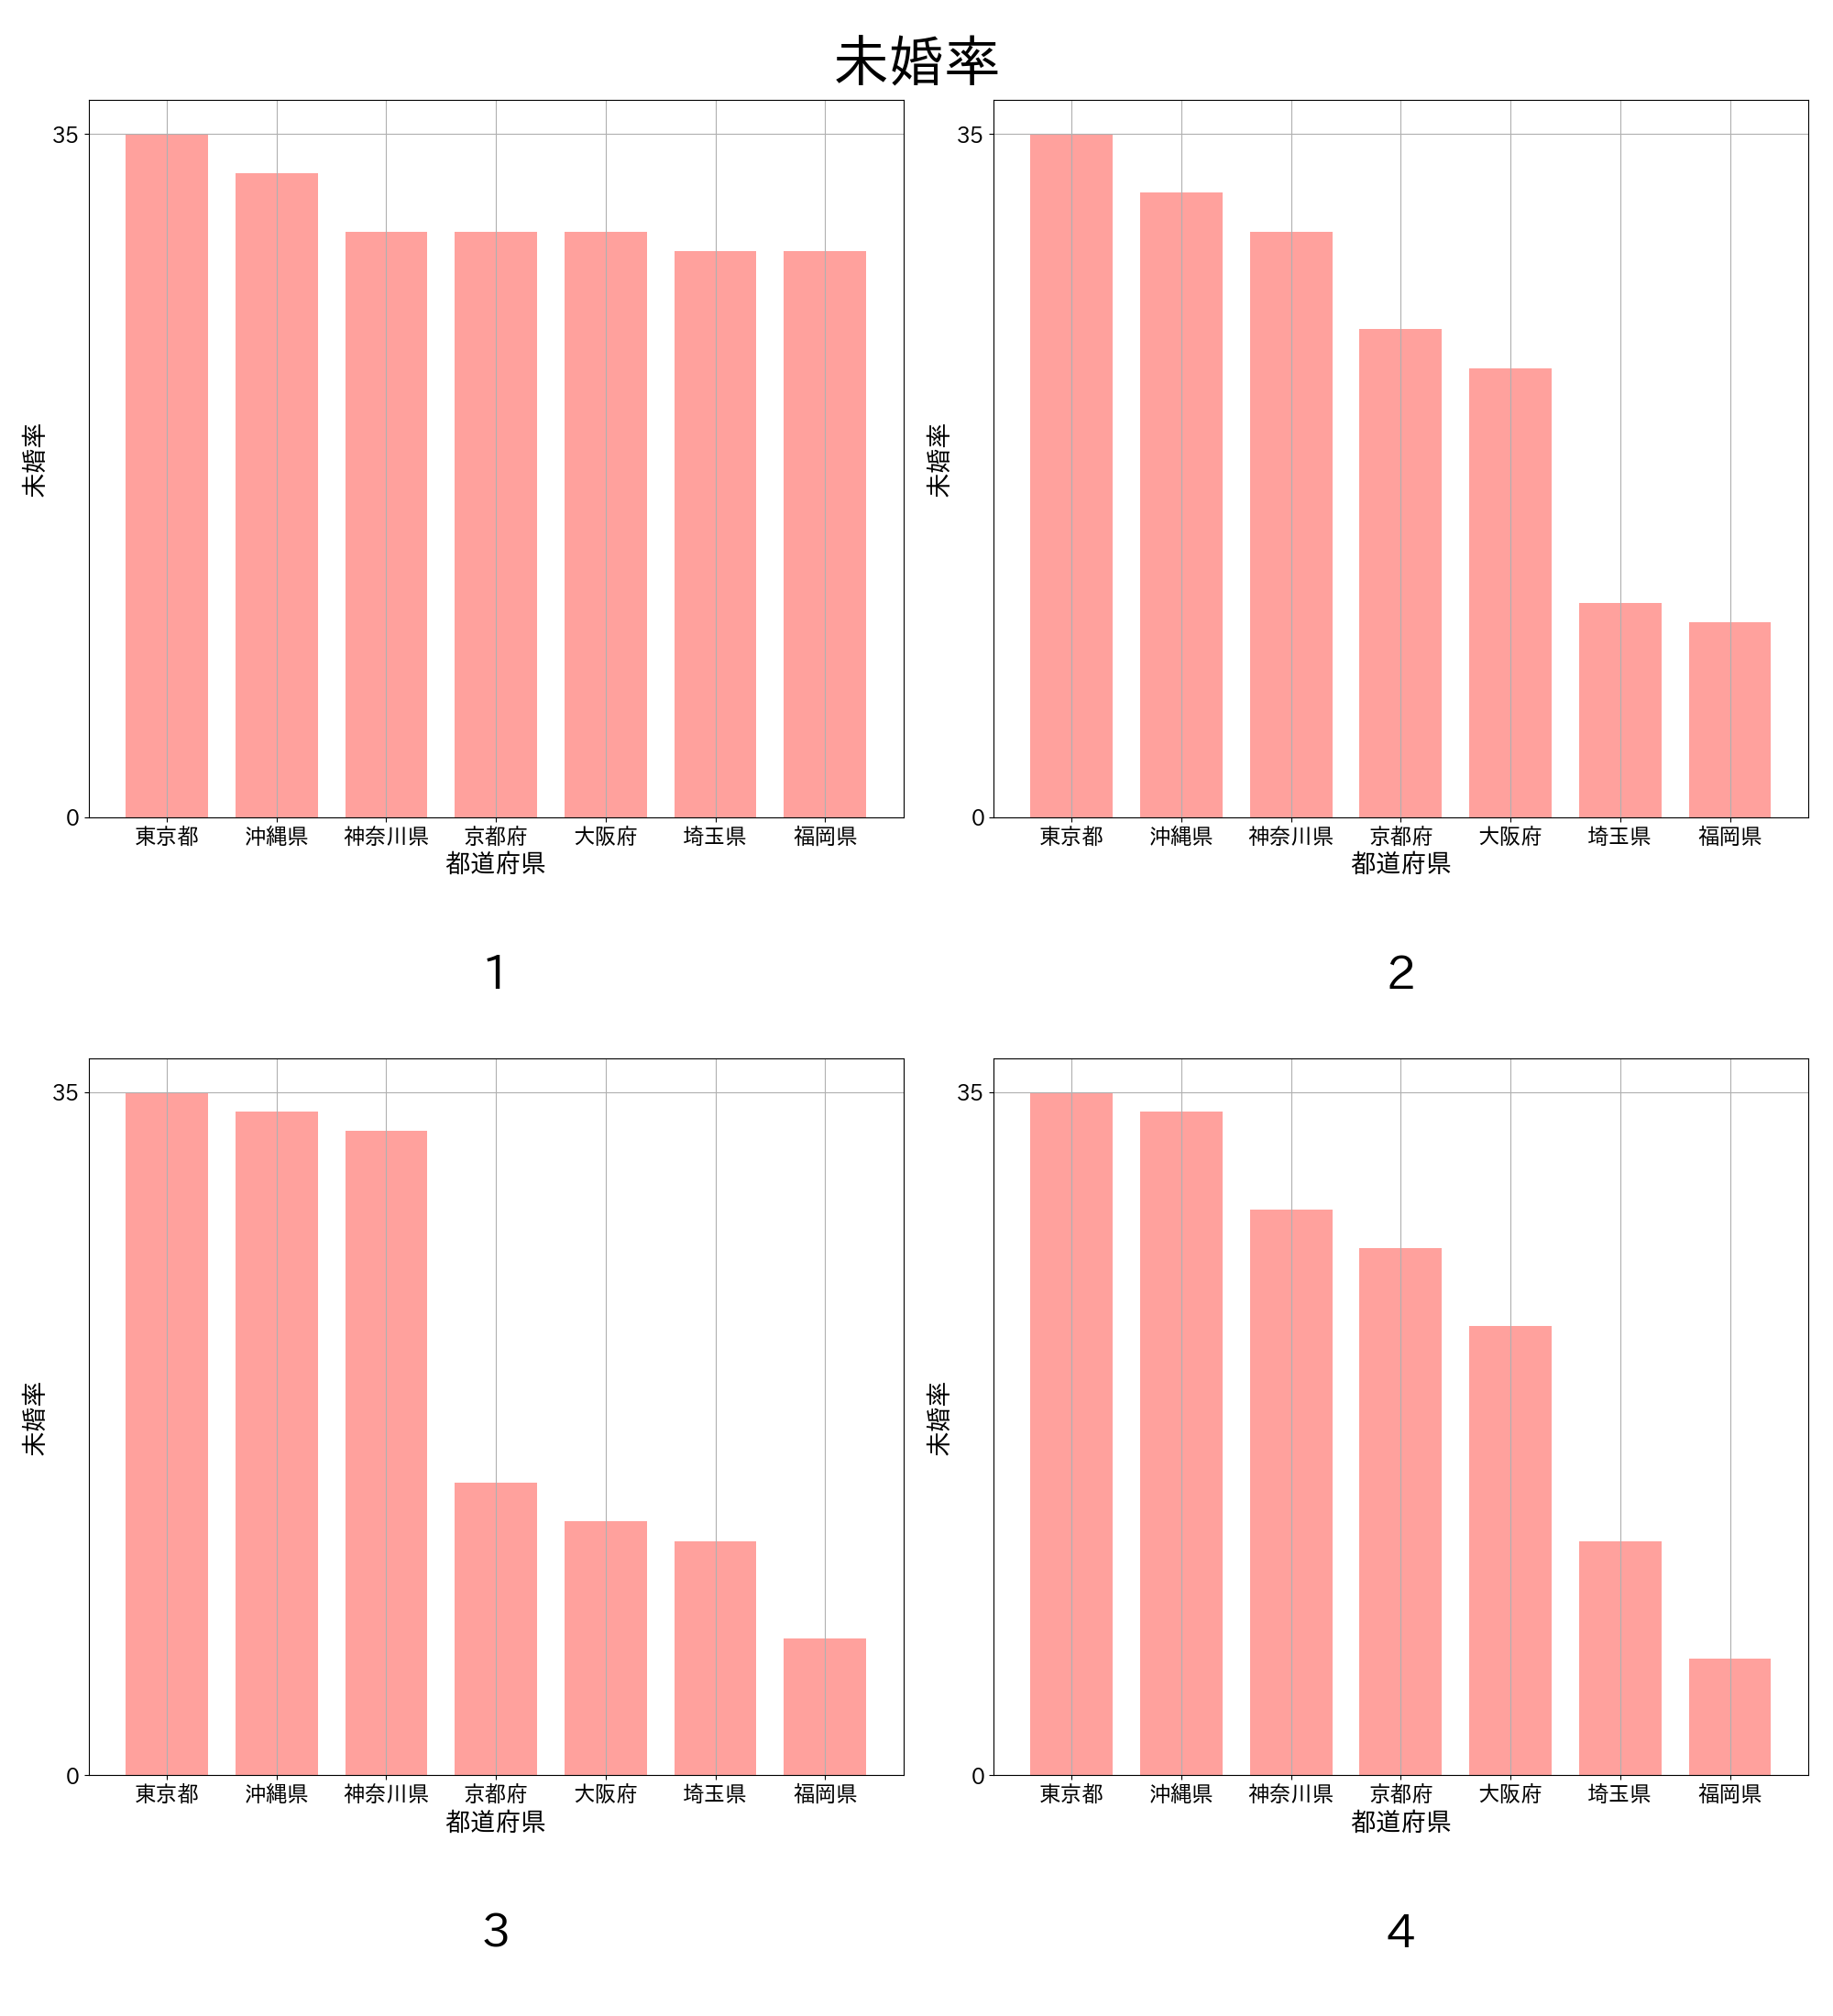 未婚率
35
0
未婚率
東京都 沖縄県 神奈川県 京都府 大阪府 埼玉県 福岡県
都道府県
1
35
0
未婚率
東京都 沖縄県 神奈川県 京都府 大阪府 埼玉県 福岡県
都道府県
2
35
0
未婚率
東京都 沖縄県 神奈川県 京都府 大阪府 埼玉県 福岡県
都道府県
3
35
0
未婚率
東京都 沖縄県 神奈川県 京都府 大阪府 埼玉県 福岡県
都道府県
4